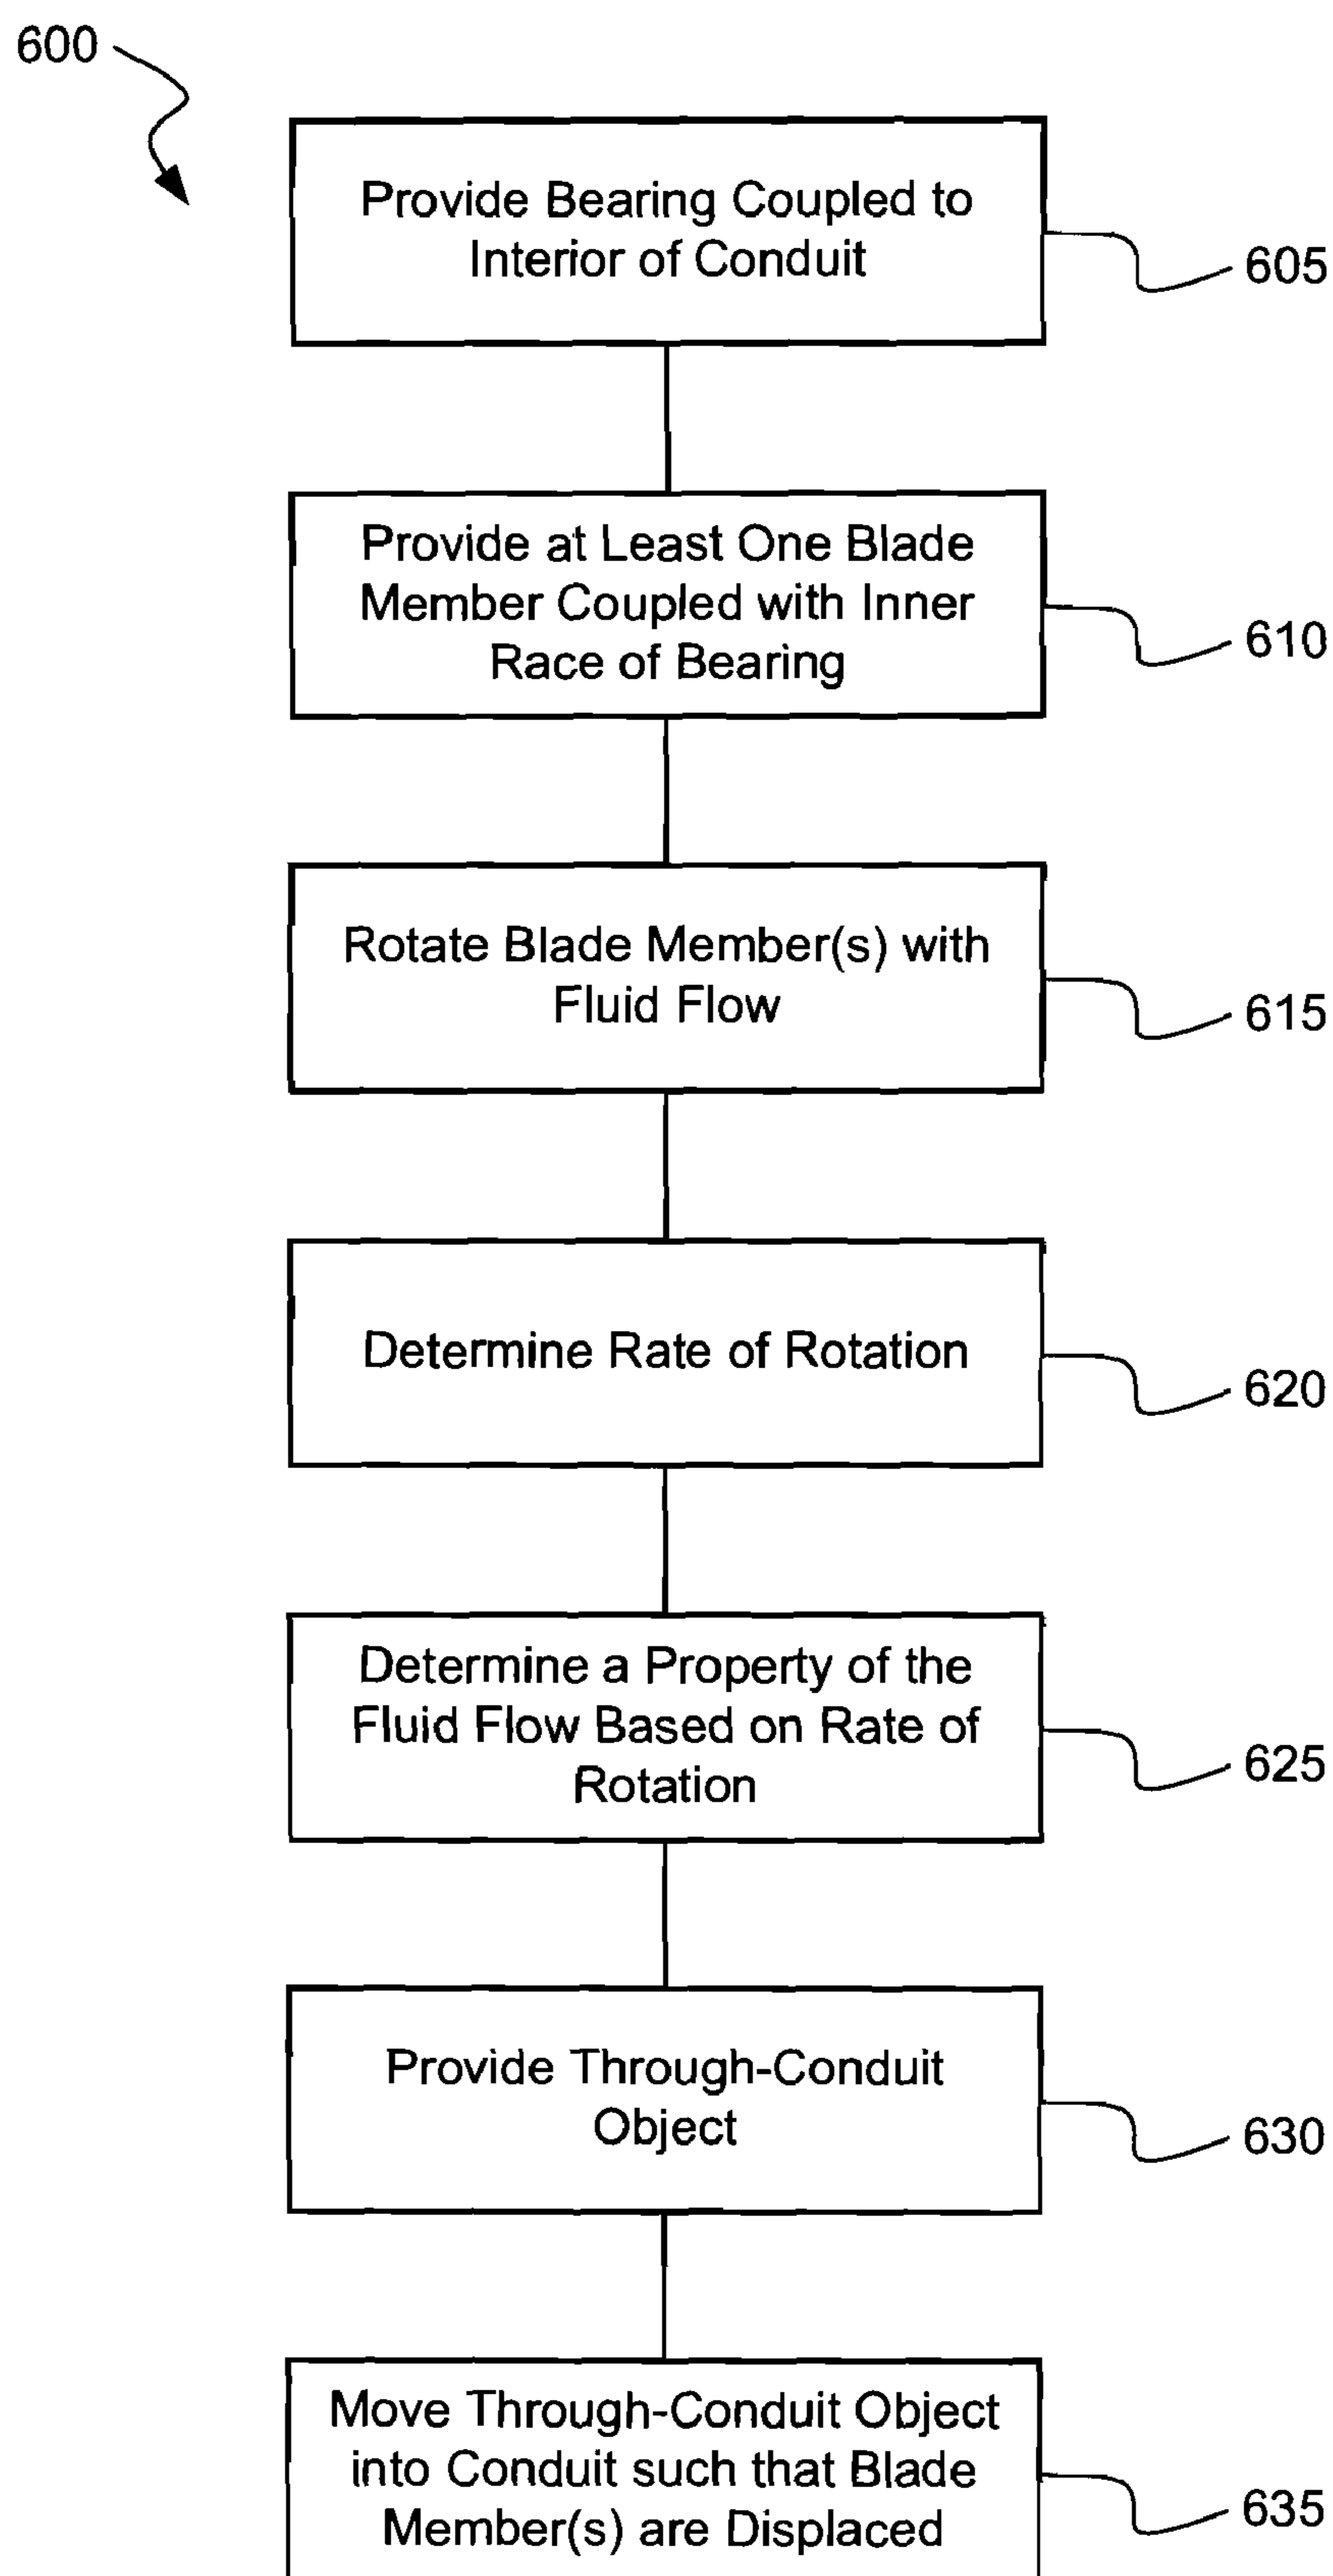 600
Provide Bearing Coupled to
Interior of Conduit
605
Provide at Least One Blade
Member Coupled with Inner
Race of Bearing
610
Rotate Blade Member(s) with
Fluid Flow
615
Determine Rate of Rotation
620
Determine a Property of the
Fluid Flow Based on Rate of
Rotation
625
Provide Through-Conduit
Object
630
Move Through-Conduit Object
into Conduit such that Blade
Member(s) are Displaced
635